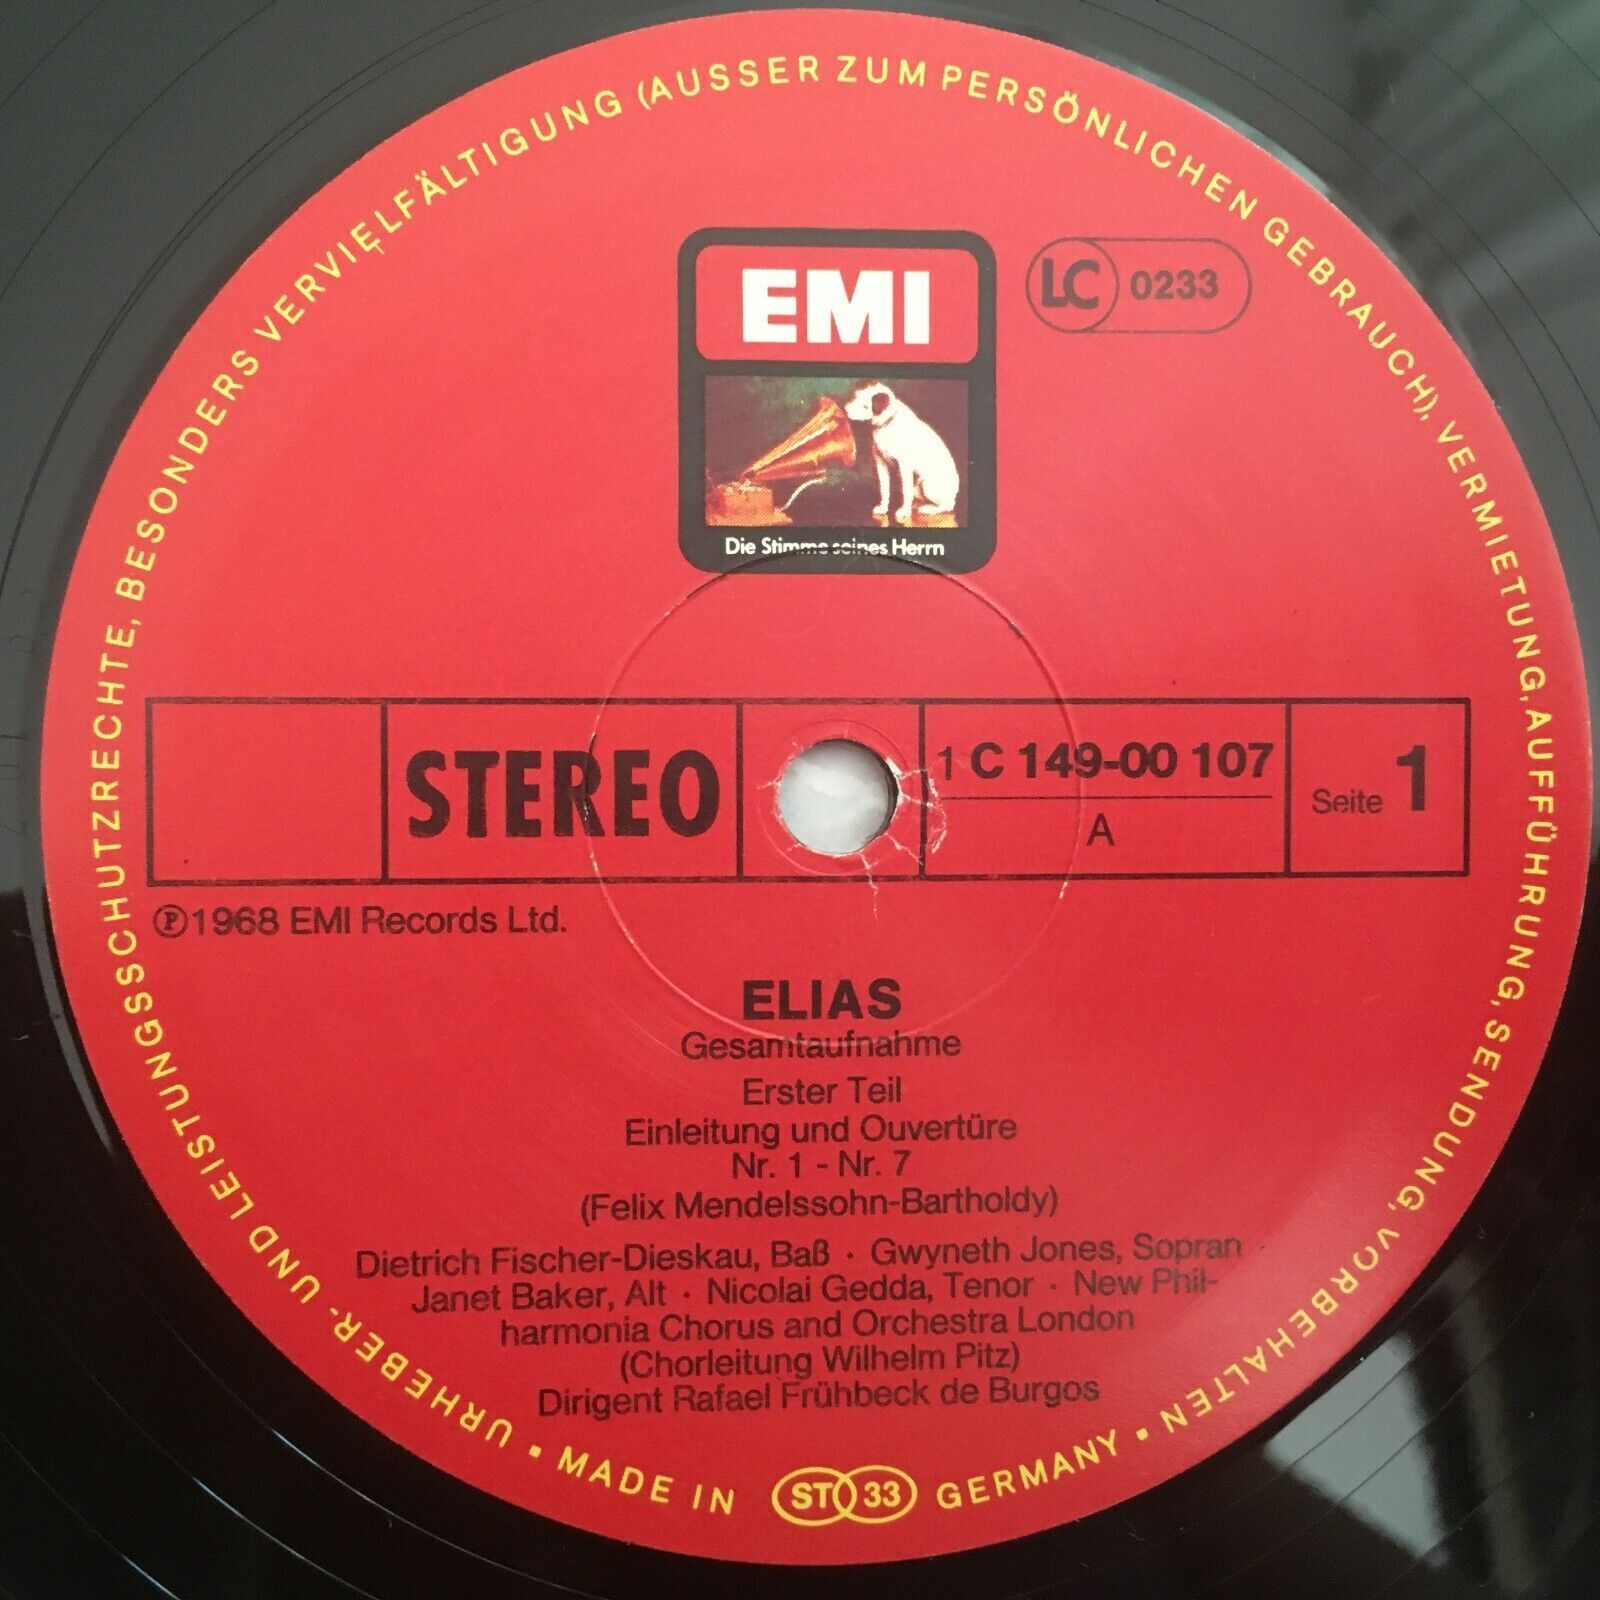 URHEBER- UND LEISTUNGSSCHUTZRECHTE, BESONDERS VERVIELFÄLTIGUNG (AUSSER ZUM PERSÖNLICHEN GEBRAUCH), VERMIETUNG, AUFFÜHRUNG, SENDUNG, VORBEHALTEN ▪
EMI
LC 0233
Die Stimme seines Herrn
STEREO
1 C 149-00 107
A
Seite 1
Ⓟ1968 EMI Records Ltd.
ELIAS
Gesamtaufnahme
Erster Teil
Einleitung und Ouvertüre
Nr. 1 - Nr. 7
(Felix Mendelssohn-Bartholdy)
Dietrich Fischer-Dieskau, Baß · Gwyneth Jones, Sopran ·
Janet Baker, Alt · Nicolai Gedda, Tenor · New Phil-
harmonia Chorus and Orchestra London
(Chorleitung Wilhelm Pitz)
Dirigent Rafael Frühbeck de Burgos
▪ MADE IN ST 33 GERMANY